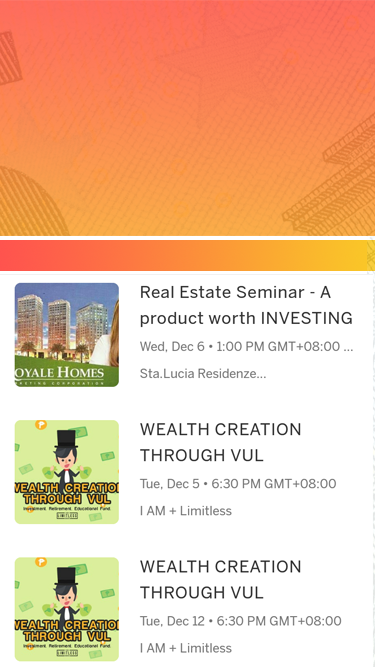 OYALE HOMES
Real Estate Seminar - A
product worth INVESTING
Wed, Dec 6 • 1:00 PM GMT+08:00 ...
Sta.Lucia Residenze...
WEALTH CREATION
THROUGH VUL
Investment. Retirement. Educational Fund.
LIMITLESS
WEALTH CREATION
THROUGH VUL
Tue, Dec 5 • 6:30 PM GMT+08:00
I AM + Limitless
WEALTH CREATION
THROUGH VUL
Investment. Retirement. Educational Fund.
LIMITLESS
WEALTH CREATION
THROUGH VUL
Tue, Dec 12 • 6:30 PM GMT+08:00
I AM + Limitless